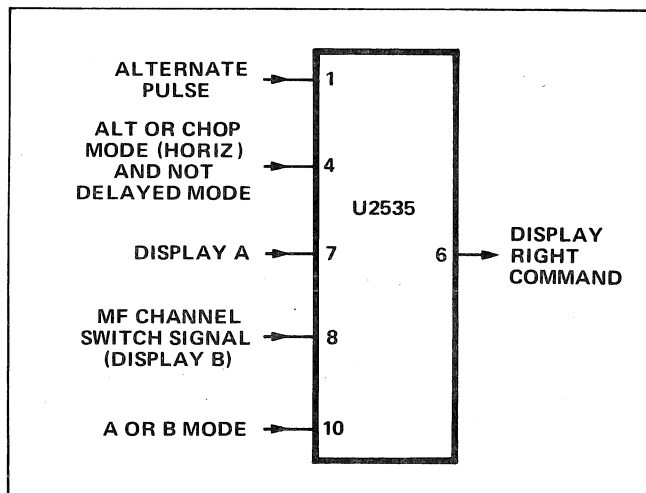 ALTERNATE
PULSE
1
ALT OR CHOP
MODE (HORIZ)
AND NOT
DELAYED MODE
4
U2535
DISPLAY A
7
6
DISPLAY
RIGHT
COMMAND
MF CHANNEL
SWITCH SIGNAL
(DISPLAY B)
8
A OR B MODE
10